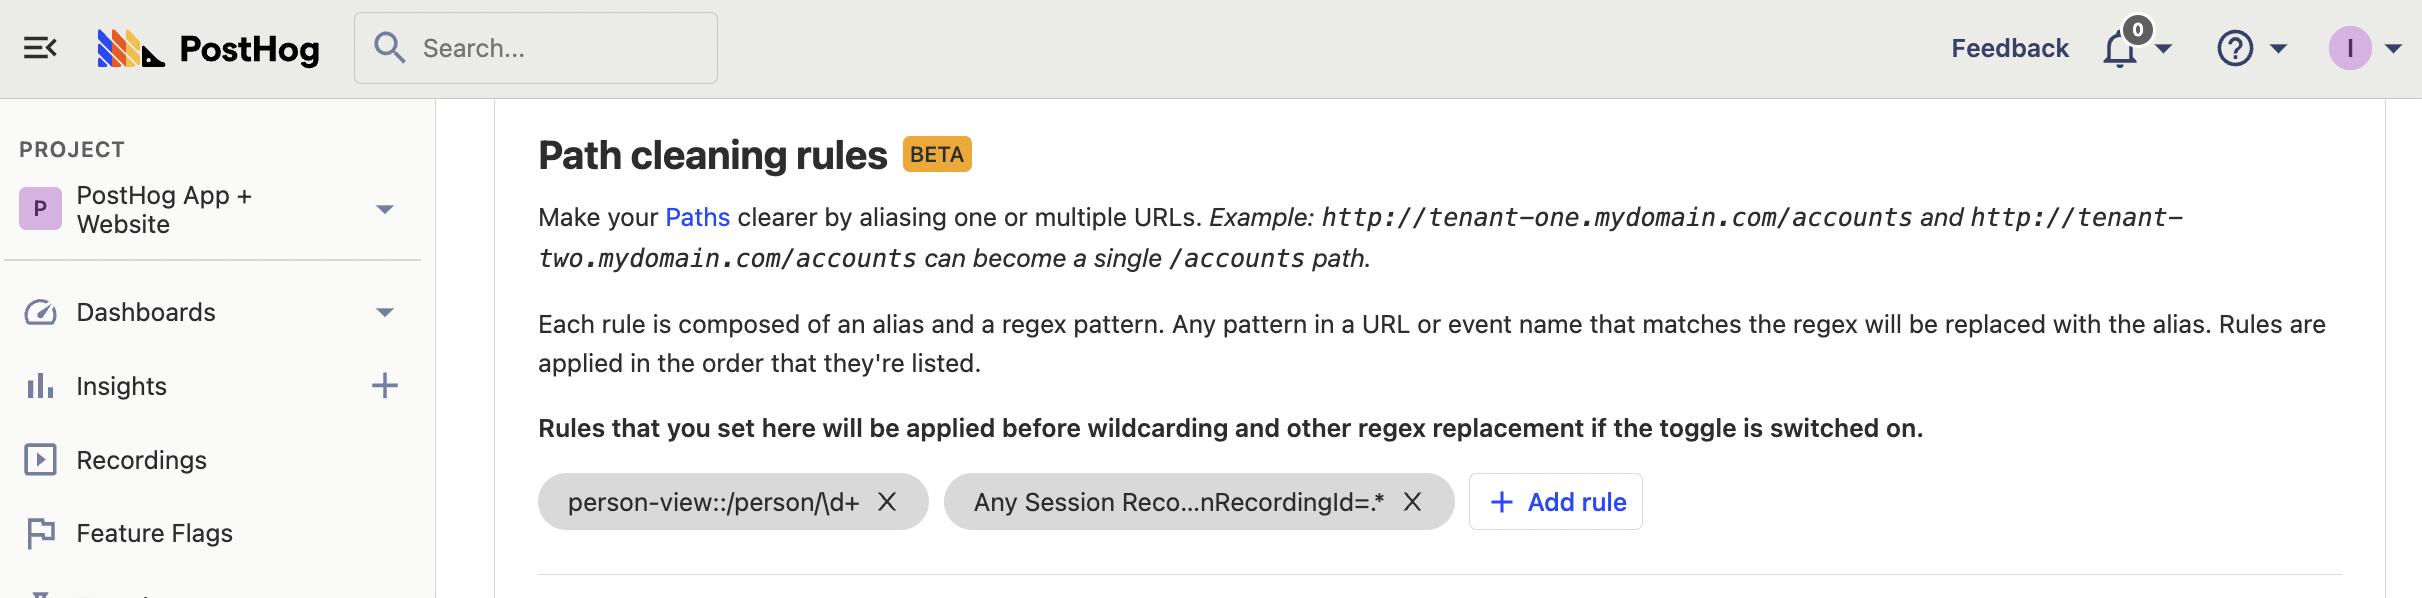 PostHog
Search...
Feedback
0
I
PROJECT
P
PostHog App +
Website
Dashboards
Insights
Recordings
Feature Flags
Path cleaning rules BETA
Make your Paths clearer by aliasing one or multiple URLs. Example: http://tenant-one.mydomain.com/accounts and http://tenant-
two.mydomain.com/accounts can become a single /accounts path.
Each rule is composed of an alias and a regex pattern. Any pattern in a URL or event name that matches the regex will be replaced with the alias. Rules are
applied in the order that they're listed.
Rules that you set here will be applied before wildcarding and other regex replacement if the toggle is switched on.
person-view::/person/\d+ Any Session Reco...nRecordingId=.* Add rule